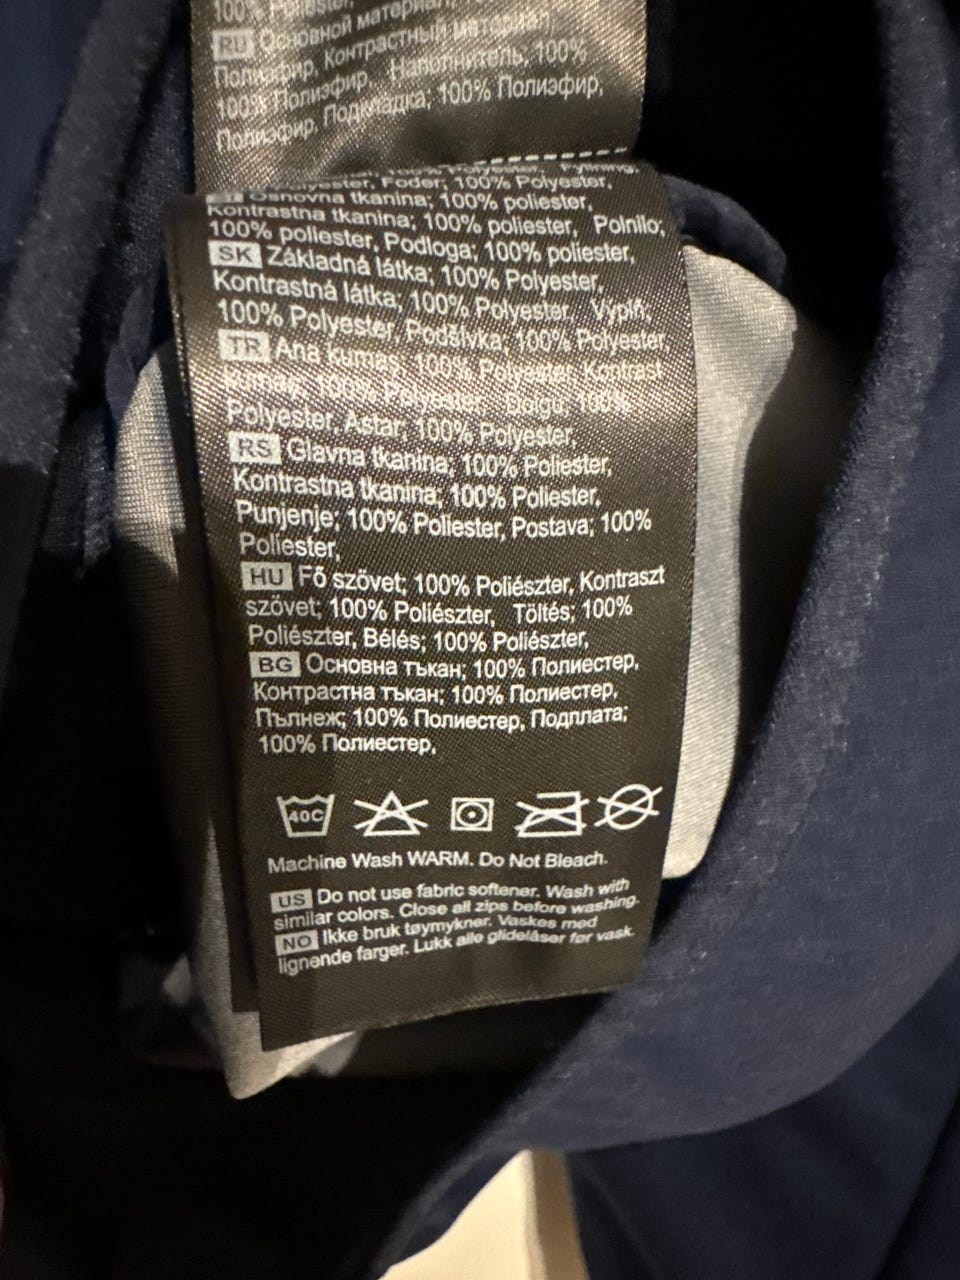 100% Polyester,
RU Основной материал; 100%
Полиэфир, Контрастный материал;
100% Полиэфир, Наполнитель; 100%
Полиэфир, Подкладка; 100% Полиэфир,
Polyester, Foder; 100% Polyester,
Osnovna tkanina; 100% poliester,
Kontrastna tkanina; 100% poliester, Polnilo;
100% poliester, Podloga; 100% poliester,
SK Základná látka; 100% Polyester,
Kontrastná látka; 100% Polyester, Výplň;
100% Polyester, Podšívka; 100% Polyester
TR Ana kumaş; 100% Polyester, Kontrast
kumaş; 100% Polyester, Dolgu; 100%
Polyester, Astar; 100% Polyester,
RS Glavna tkanina; 100% Poliester,
Kontrastna tkanina; 100% Poliester,
Punjenje; 100% Poliester, Postava; 100%
Poliester,
HU Fő szövet; 100% Poliészter, Kontraszt
szövet; 100% Poliészter, Töltés; 100%
Poliészter, Bélés; 100% Poliészter,
BG Основна тъкан; 100% Полиестер,
Контрастна тъкан; 100% Полиестер,
Пълнеж; 100% Полиестер, Подплата;
100% Полиестер,
40C
Machine Wash WARM. Do Not Bleach.
US Do not use fabric softener. Wash with
similar colors. Close all zips before washing.
NO Ikke bruk tøymykner. Vaskes med
lignende farger. Lukk alle glidelåser før vask.